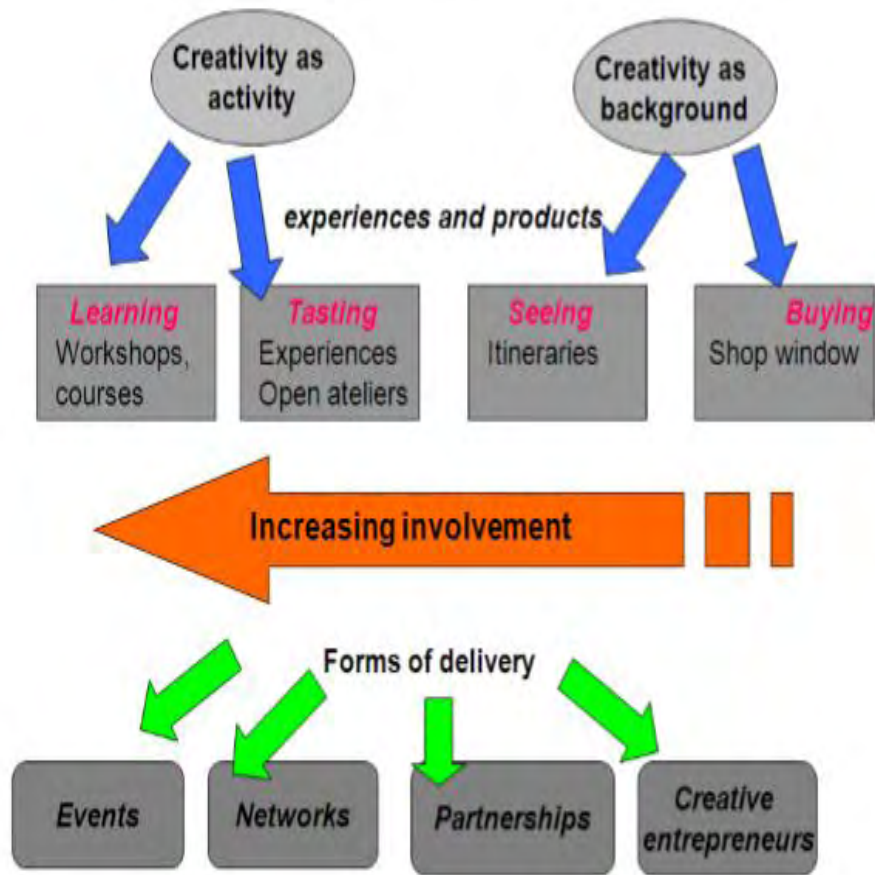 Creativity as
activity
Creativity as
background
experiences and products
Learning
Workshops,
courses
Tasting
Experiences
Open ateliers
Seeing
Itineraries
Buying
Shop window
Increasing involvement
Forms of delivery
Events
Networks
Partnerships
Creative
entrepreneurs